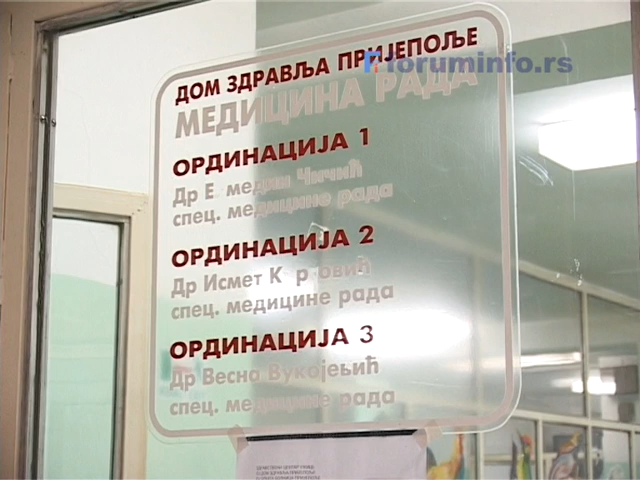 ДОМ ЗДРАВЉА ПРИЈЕПОЉЕ
foruminfo.rs
МЕДИЦИНА РАДА
ОРДИНАЦИЈА 1
Др Чичић
спец. медицине рада
ОРДИНАЦИЈА 2
Др Исмет
спец. медицине рада
ОРДИНАЦИЈА 3
Др Весна Вукојевић
спец. медицине рада